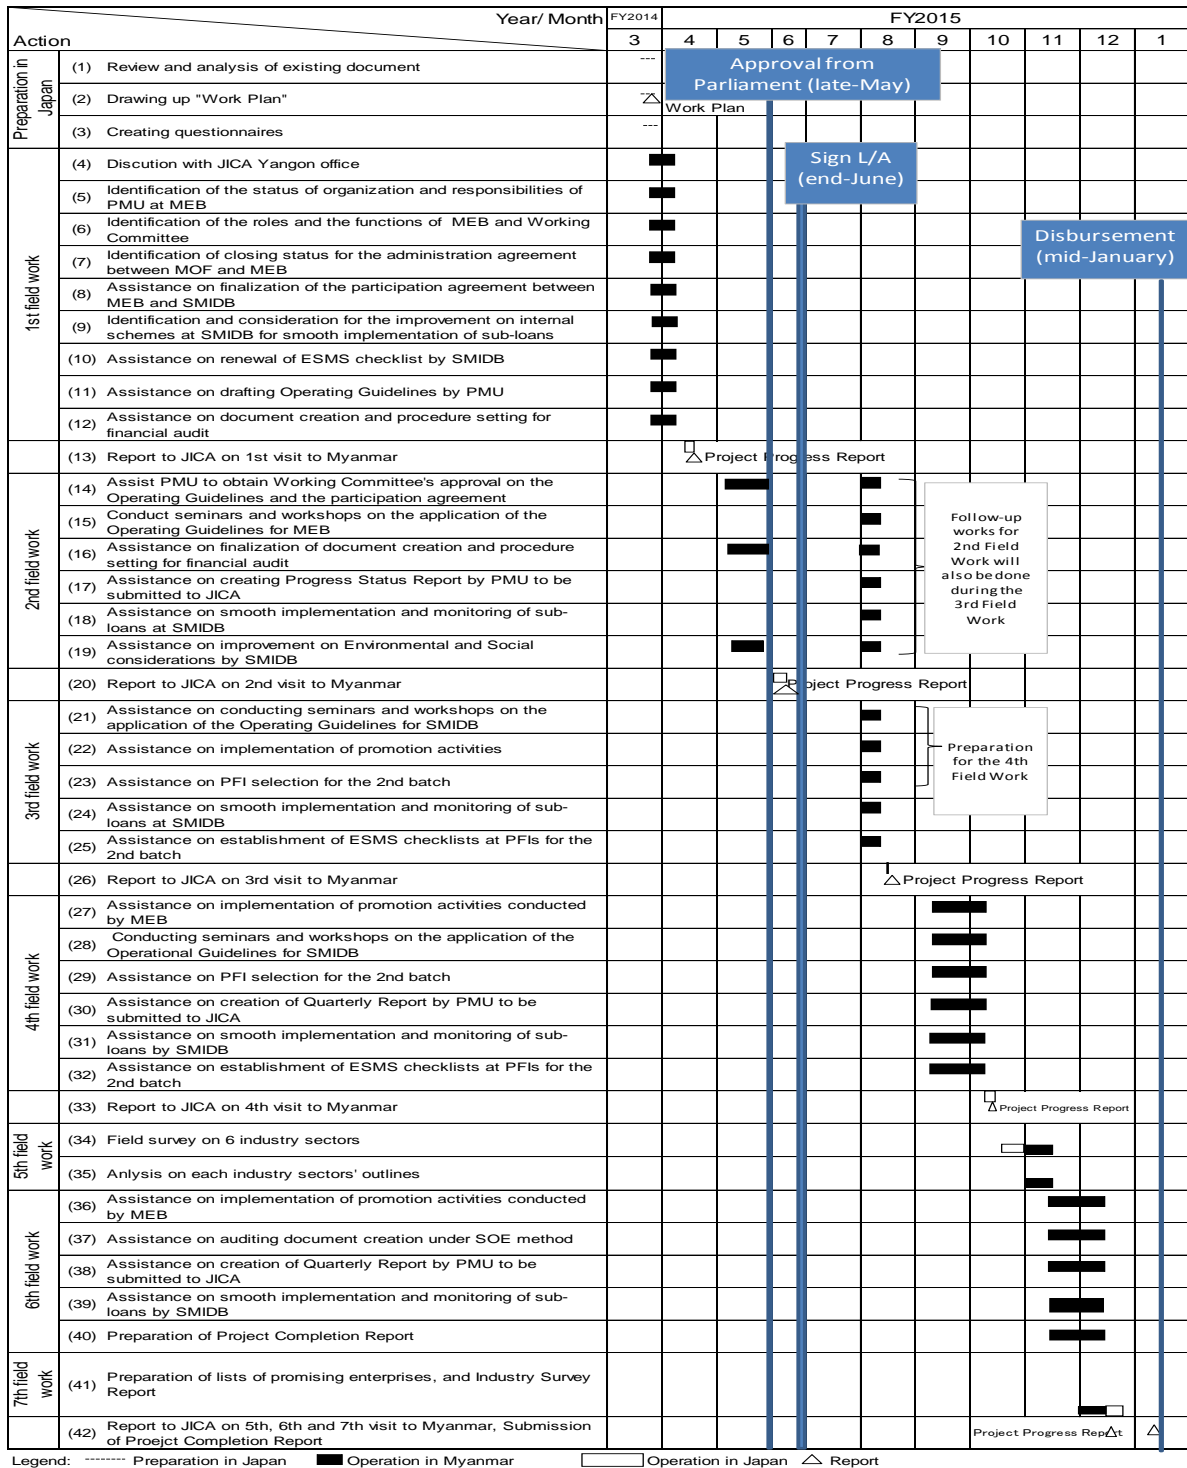 Year/ Month
FY2014
FY2015
Action
3
4
5
6
7
8
9
10
11
12
1
Preparation in
Japan
(1) Review and analysis of existing document
(2) Drawing up "Work Plan"
Work Plan
(3) Creating questionnaires
Approval from
Parliament (late-May)
Sign L/A
(end-June)
Disbursement
(mid-January)
1st field work
(4) Discution with JICA Yangon office
(5) Identification of the status of organization and responsibilities of
PMU at MEB
(6) Identification of the roles and the functions of MEB and Working
Committee
(7) Identification of closing status for the administration agreement
between MOF and MEB
(8) Assistance on finalization of the participation agreement between
MEB and SMIDB
(9) Identification and consideration for the improvement on internal
schemes at SMIDB for smooth implementation of sub-loans
(10) Assistance on renewal of ESMS checklist by SMIDB
(11) Assistance on drafting Operating Guidelines by PMU
(12) Assistance on document creation and procedure setting for
financial audit
(13) Report to JICA on 1st visit to Myanmar
Project Progress Report
2nd field work
(14) Assist PMU to obtain Working Committee's approval on the
Operating Guidelines and the participation agreement
(15) Conduct seminars and workshops on the application of the
Operating Guidelines for MEB
(16) Assistance on finalization of document creation and procedure
setting for financial audit
(17) Assistance on creating Progress Status Report by PMU to be
submitted to JICA
(18) Assistance on smooth implementation and monitoring of sub-
loans at SMIDB
(19) Assistance on improvement on Environmental and Social
considerations by SMIDB
Follow-up
works for
2nd Field
Work will
also be done
during the
3rd Field
Work
(20) Report to JICA on 2nd visit to Myanmar
Project Progress Report
3rd field work
(21) Assistance on conducting seminars and workshops on the
application of the Operating Guidelines for SMIDB
(22) Assistance on implementation of promotion activities
(23) Assistance on PFI selection for the 2nd batch
(24) Assistance on smooth implementation and monitoring of sub-
loans at SMIDB
(25) Assistance on establishment of ESMS checklists at PFIs for the
2nd batch
Preparation
for the 4th
Field Work
(26) Report to JICA on 3rd visit to Myanmar
Project Progress Report
4th field work
(27) Assistance on implementation of promotion activities conducted
by MEB
(28) Conducting seminars and workshops on the application of the
Operational Guidelines for SMIDB
(29) Assistance on PFI selection for the 2nd batch
(30) Assistance on creation of Quarterly Report by PMU to be
submitted to JICA
(31) Assistance on smooth implementation and monitoring of sub-
loans by SMIDB
(32) Assistance on establishment of ESMS checklists at PFIs for the
2nd batch
(33) Report to JICA on 4th visit to Myanmar
Project Progress Report
5th field
work
(34) Field survey on 6 industry sectors
(35) Anlysis on each industry sectors' outlines
6th field work
(36) Assistance on implementation of promotion activities conducted
by MEB
(37) Assistance on auditing document creation under SOE method
(38) Assistance on creation of Quarterly Report by PMU to be
submitted to JICA
(39) Assistance on smooth implementation and monitoring of sub-
loans by SMIDB
(40) Preparation of Project Completion Report
7th field
work
(41) Preparation of lists of promising enterprises, and Industry Survey
Report
(42) Report to JICA on 5th, 6th and 7th visit to Myanmar, Submission
of Proejct Completion Report
Project Progress Report
Legend: Preparation in Japan Operation in Myanmar Operation in Japan Report